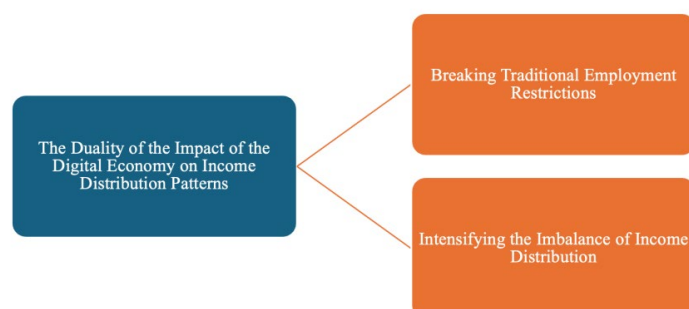 The Duality of the Impact of the
Digital Economy on Income
Distribution Patterns
Breaking Traditional Employment
Restrictions
Intensifying the Imbalance of Income
Distribution